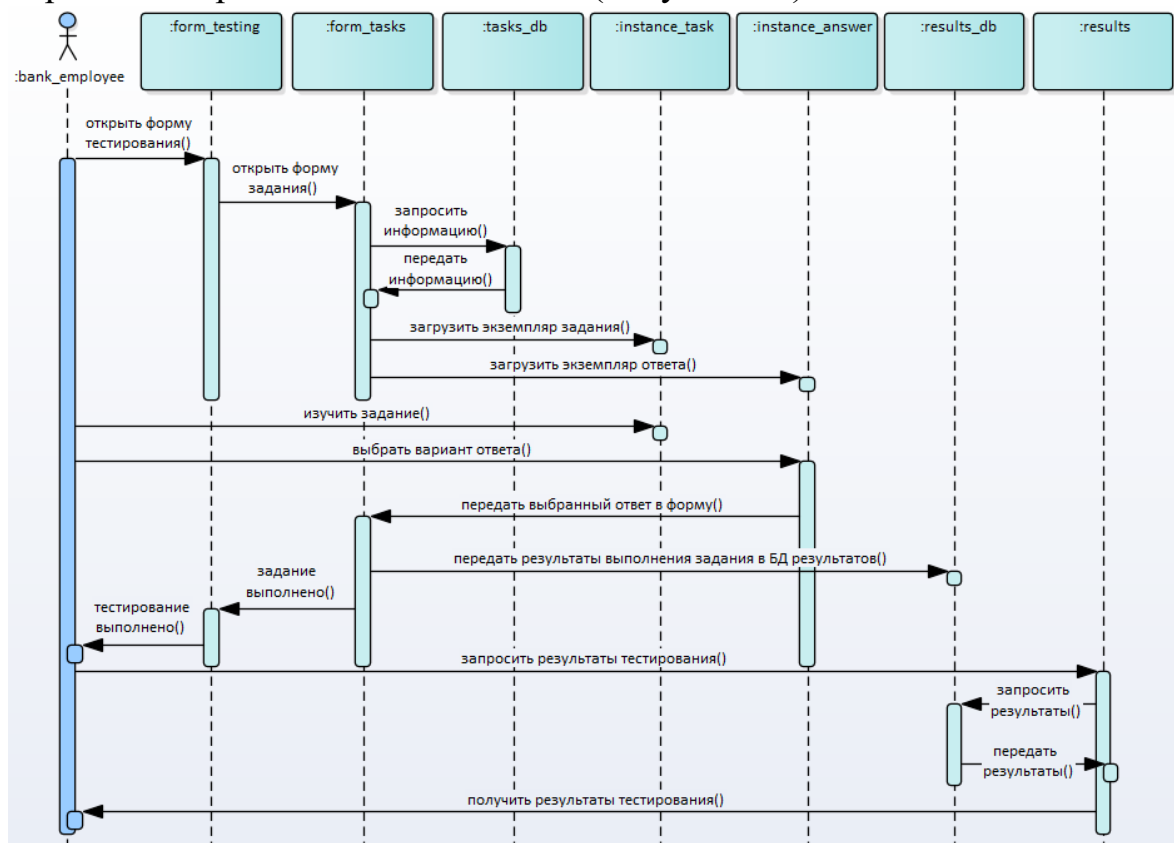 :form_testing
:form_tasks
:tasks_db
:instance_task
:instance_answer
:results_db
:results
:bank_employee
открыть форму
тестирования()
открыть форму
задания()
запросить
информацию()
передать
информацию()
загрузить экземпляр задания()
загрузить экземпляр ответа()
изучить задание()
выбрать вариант ответа()
передать выбранный ответ в форму()
передать результаты выполнения задания в БД результатов()
задание
выполнено()
тестирование
выполнено()
запросить результаты тестирования()
запросить
результаты()
передать
результаты()
получить результаты тестирования()